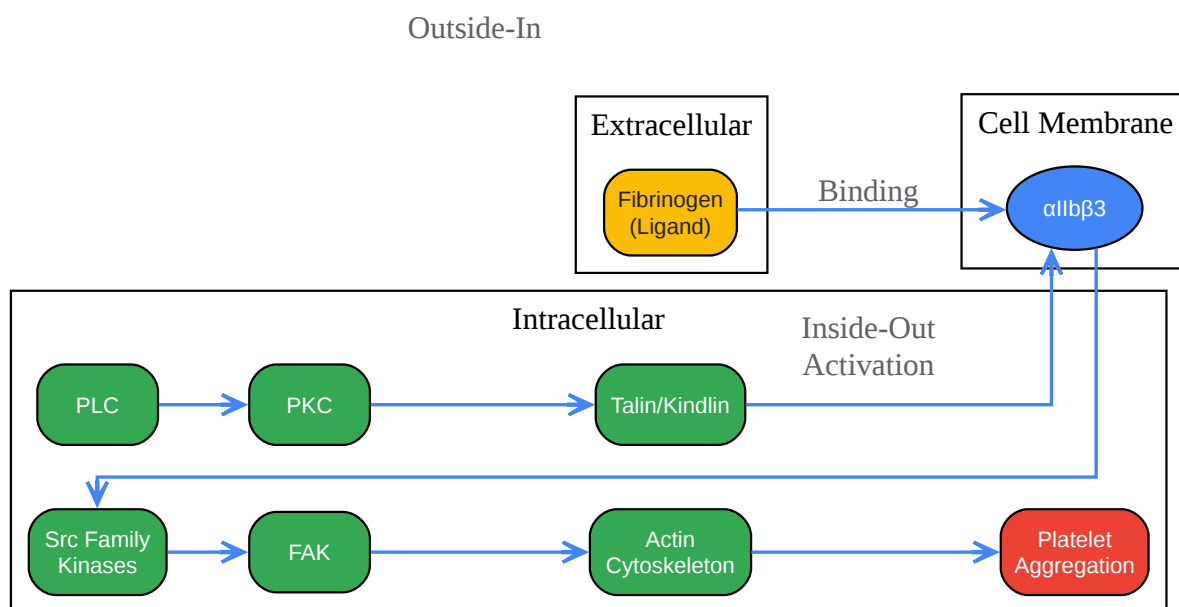 Outside-In
Extracellular
Cell Membrane
Fibrinogen
(Ligand)
Binding
αIIbβ3
Intracellular
Inside-Out
Activation
PLC
PKC
Talin/Kindlin
Src Family
Kinases
FAK
Actin
Cytoskeleton
Platelet
Aggregation